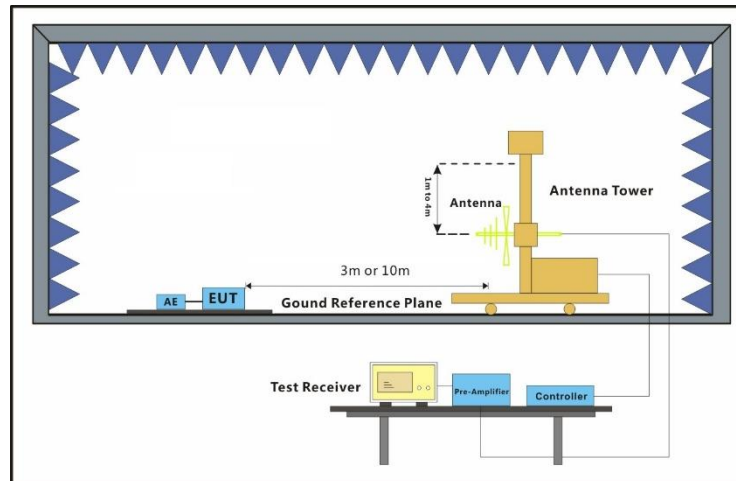 1m to 4m
Antenna
Antenna Tower
3m or 10m
AE
EUT
Gound Reference Plane
Test Receiver
Pre-Amplifier
Controller